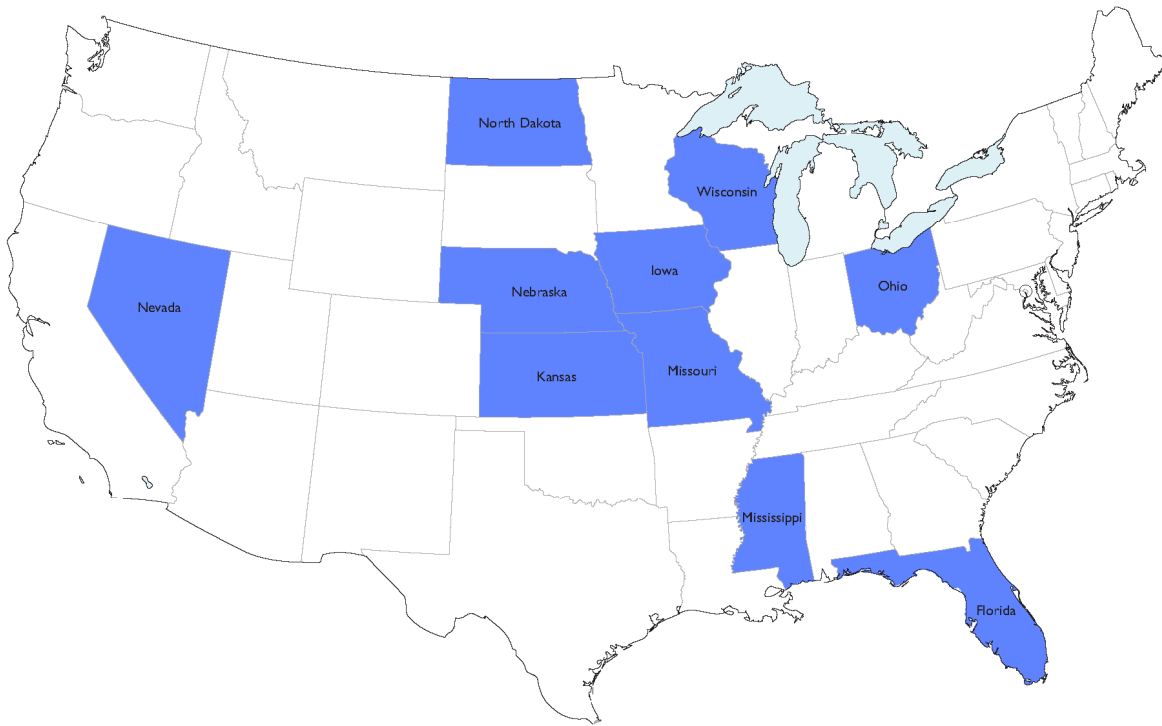 North Dakota
Wisconsin
Iowa
Ohio
Nebraska
Nevada
Missouri
Kansas
Mississippi
Florida